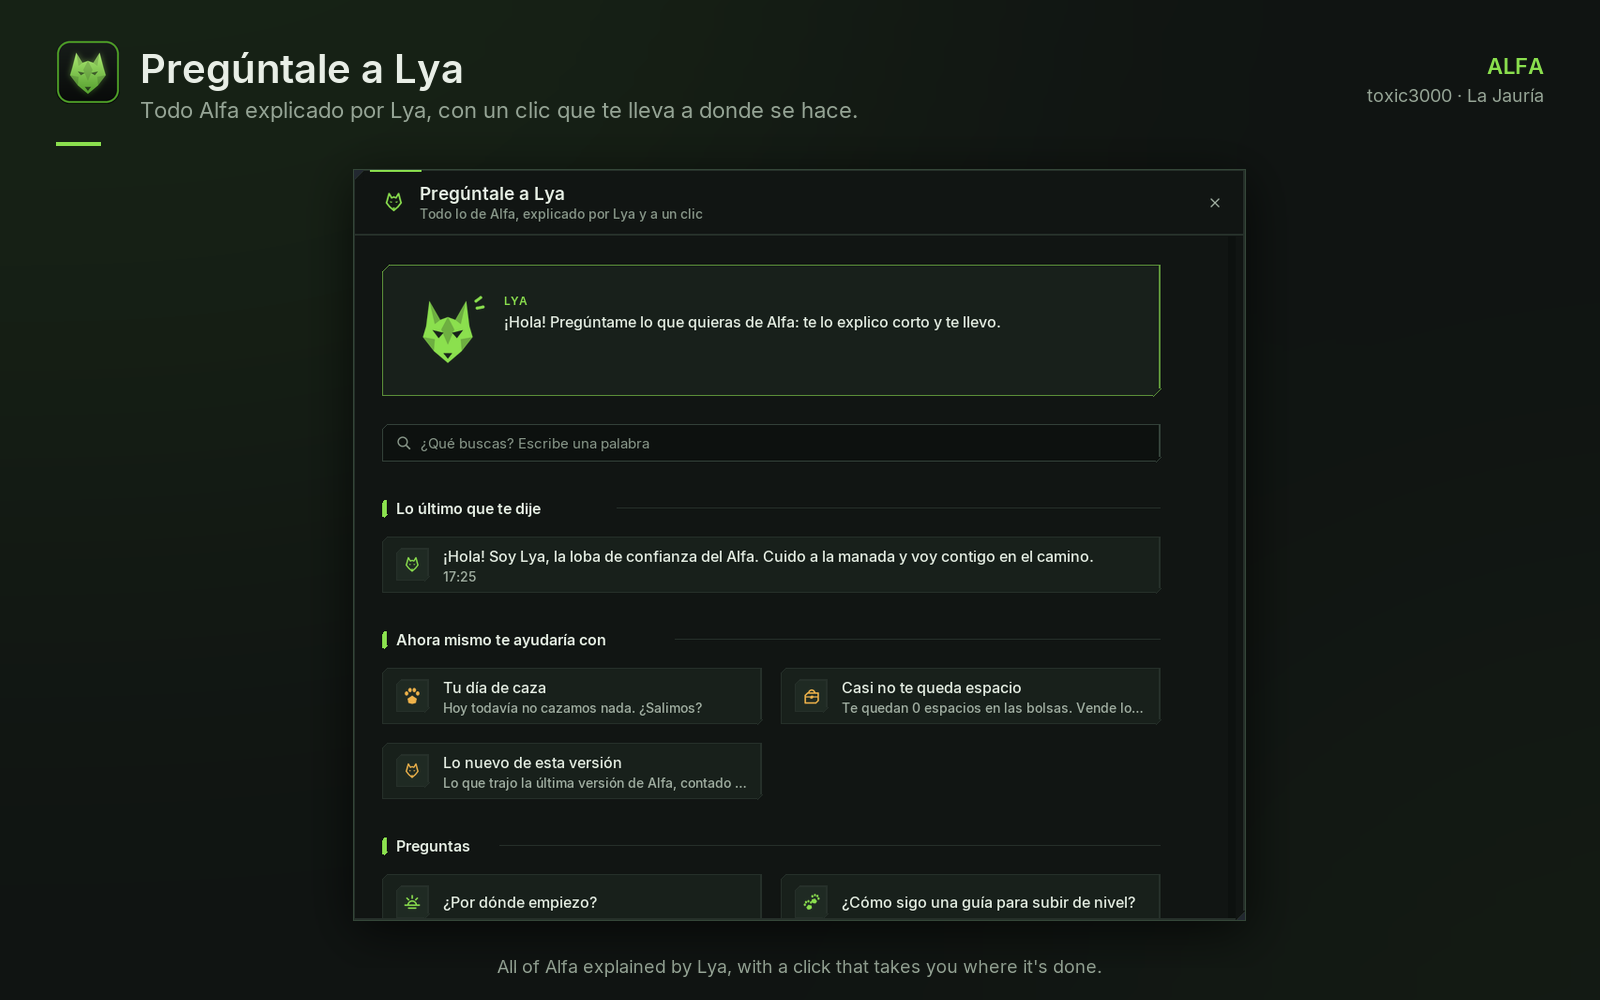 Pregúntale a Lya
Todo Alfa explicado por Lya, con un clic que te lleva a donde se hace.
ALFA
toxic3000 · La Jauría
Pregúntale a Lya
Todo lo de Alfa, explicado por Lya y a un clic
LYA
¡Hola! Pregúntame lo que quieras de Alfa: te lo explico corto y te llevo.
¿Qué buscas? Escribe una palabra
Lo último que te dije
¡Hola! Soy Lya, la loba de confianza del Alfa. Cuido a la manada y voy contigo en el camino.
17:25
Ahora mismo te ayudaría con
Tu día de caza
Hoy todavía no cazamos nada. ¿Salimos?
Casi no te queda espacio
Te quedan 0 espacios en las bolsas. Vende lo...
Lo nuevo de esta versión
Lo que trajo la última versión de Alfa, contado ...
Preguntas
¿Por dónde empiezo?
¿Cómo sigo una guía para subir de nivel?
All of Alfa explained by Lya, with a click that takes you where it's done.